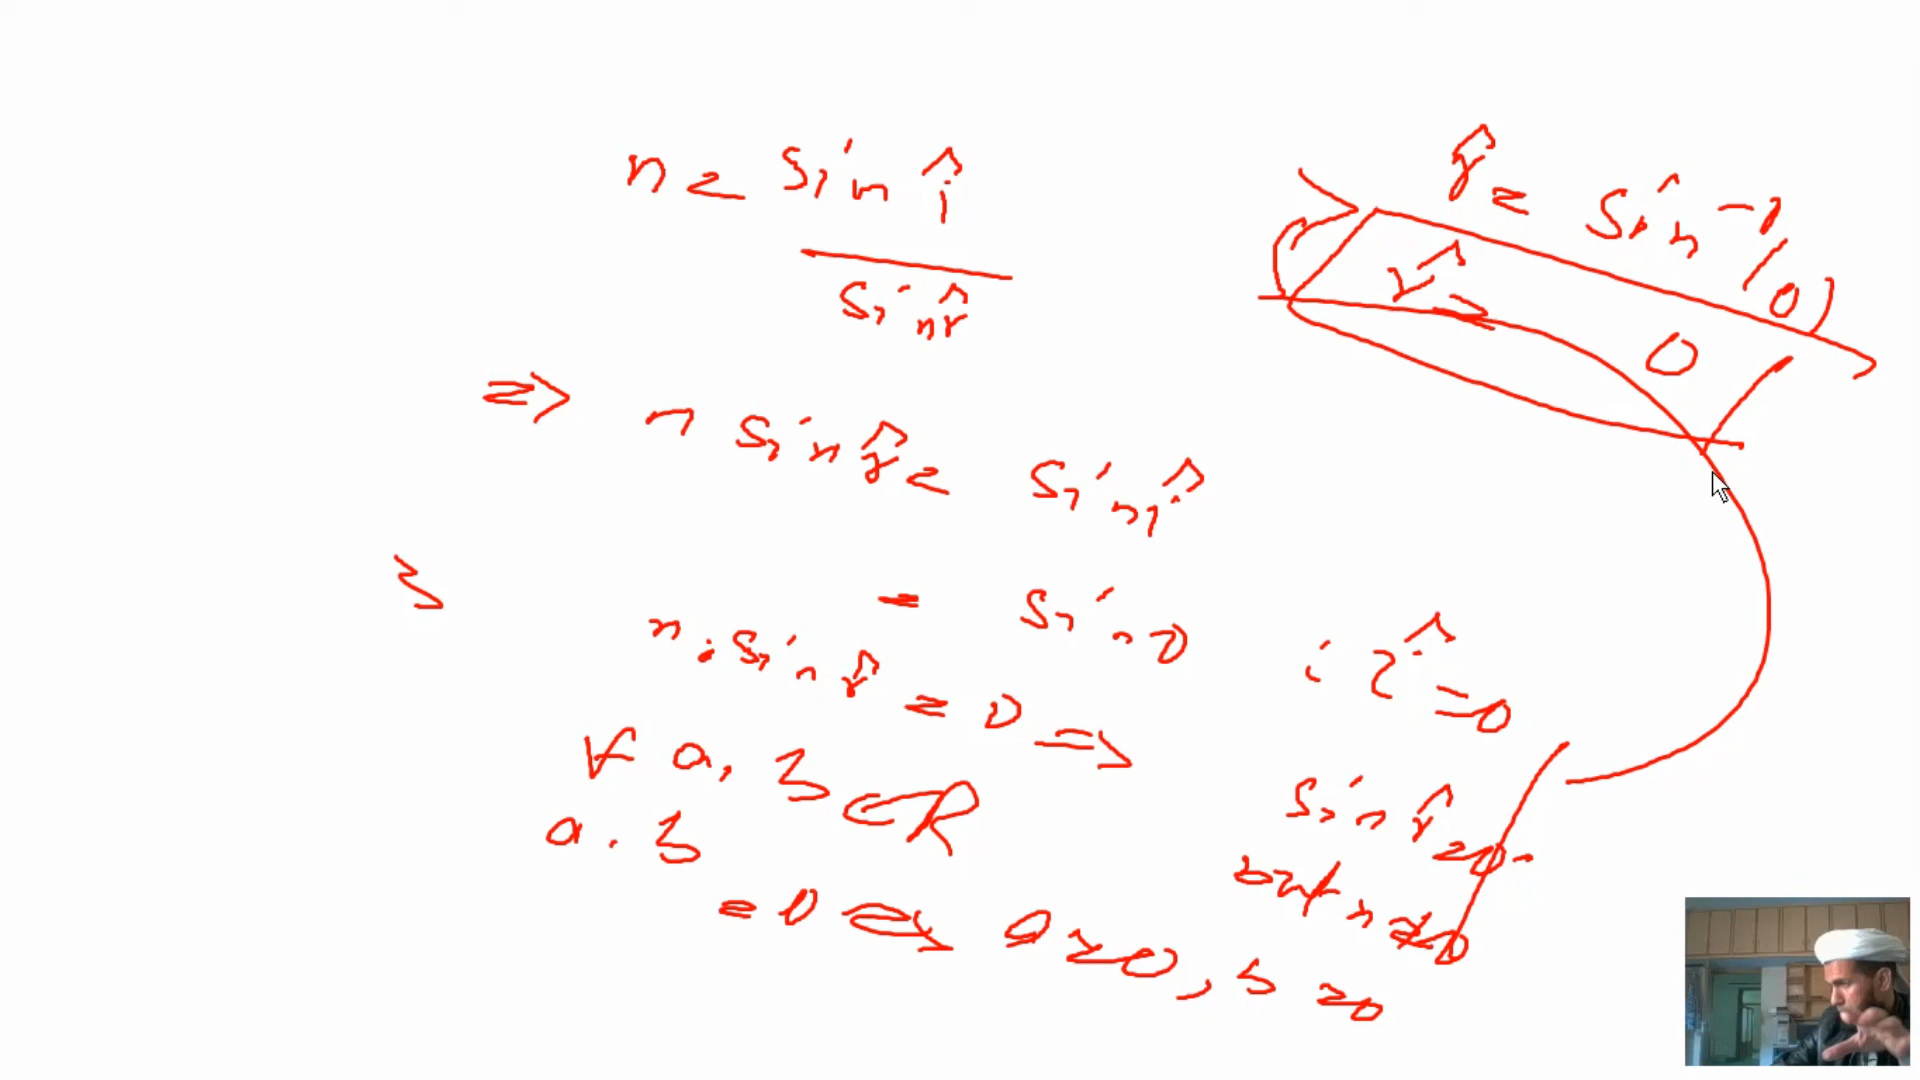 n = sin î
sin r̂
=> n sin r̂ = sin î
= sin 0
; î = 0
n . sin r̂ = 0 =>
sin r̂ = 0
but n ≠ 0
∀ a, b ∈ R
a . b
= 0 <=> a = 0, b = 0
r̂ = sin⁻¹(0)
r̂ = 0